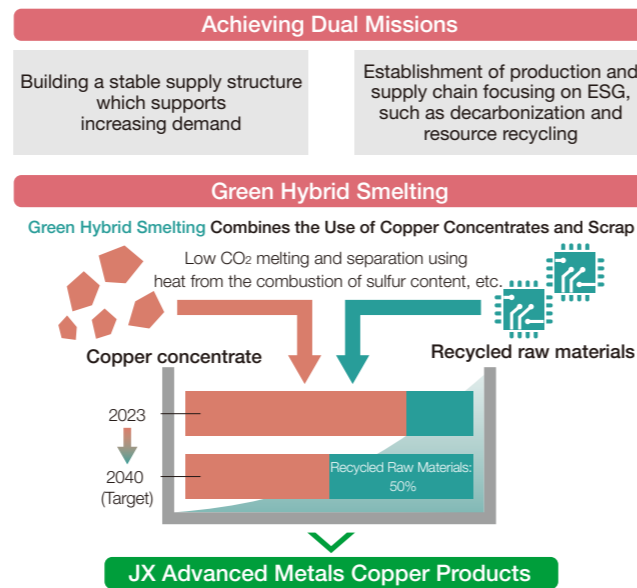 Achieving Dual Missions
Building a stable supply structure
which supports
increasing demand
Establishment of production and
supply chain focusing on ESG,
such as decarbonization and
resource recycling
Green Hybrid Smelting
Green Hybrid Smelting Combines the Use of Copper Concentrates and Scrap
Low CO₂ melting and separation using
heat from the combustion of sulfur content, etc.
Copper concentrate
Recycled raw materials
2023
2040
(Target)
Recycled Raw Materials:
50%
JX Advanced Metals Copper Products